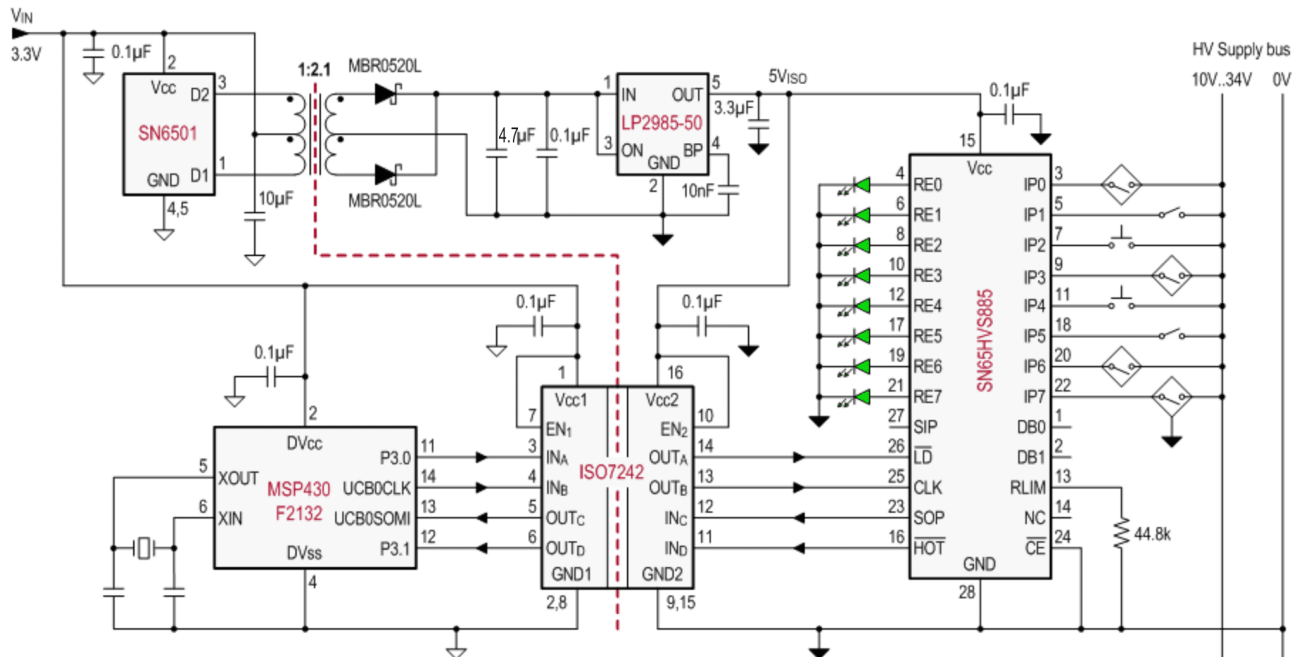 VIN
3.3V
0.1µF
2
Vcc
D2
3
SN6501
D1
1
GND
4,5
10µF
1:2.1
MBR0520L
MBR0520L
4.7µF
0.1µF
1
IN
OUT
5
LP2985-50
3
ON
BP
4
GND
2
10nF
3.3µF
5VISO
0.1µF
HV Supply bus
10V..34V
0V
15
Vcc
4
RE0
IP0
3
6
RE1
IP1
5
8
RE2
IP2
7
10
RE3
IP3
9
12
RE4
IP4
11
17
RE5
IP5
18
19
RE6
IP6
20
21
RE7
IP7
22
27
SIP
DB0
1
26
LD
DB1
2
25
CLK
RLIM
13
23
SOP
NC
14
16
HOT
CE
24
SN65HVS885
GND
28
44.8k
0.1µF
0.1µF
0.1µF
2
DVcc
5
XOUT
6
XIN
MSP430
F2132
P3.0
11
UCB0CLK
14
UCB0SOMI
13
P3.1
12
DVss
4
1
Vcc1
7
EN1
3
INA
4
INB
5
OUTC
6
OUTD
GND1
2,8
ISO7242
16
Vcc2
10
EN2
14
OUTA
13
OUTB
12
INC
11
IND
GND2
9,15